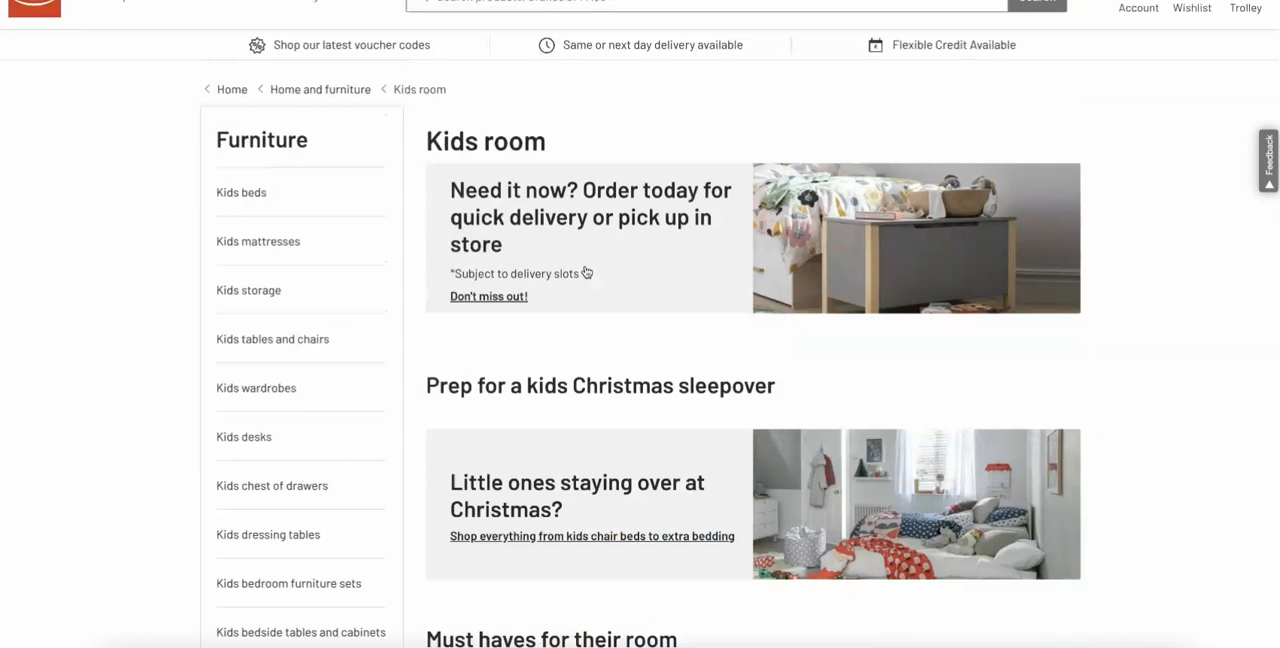 Account
Wishlist
Trolley
Shop our latest voucher codes
Same or next day delivery available
Flexible Credit Available
Home
Home and furniture
Kids room
Furniture
Kids beds
Kids mattresses
Kids storage
Kids tables and chairs
Kids wardrobes
Kids desks
Kids chest of drawers
Kids dressing tables
Kids bedroom furniture sets
Kids bedside tables and cabinets
Kids room
Need it now? Order today for
quick delivery or pick up in
store
*Subject to delivery slots
Don't miss out!
Prep for a kids Christmas sleepover
Little ones staying over at
Christmas?
Shop everything from kids chair beds to extra bedding
Must haves for their room
Feedback